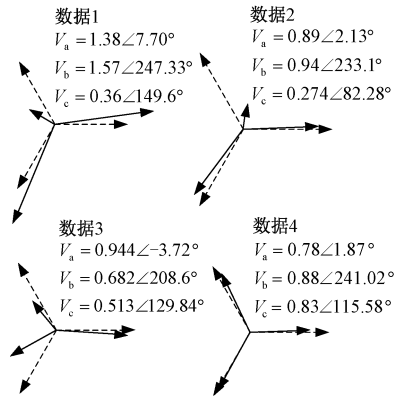 数据1
Va=1.38∠7.70°
Vb=1.57∠247.33°
Vc=0.36∠149.6°
数据2
Va=0.89∠2.13°
Vb=0.94∠233.1°
Vc=0.274∠82.28°
数据3
Va=0.944∠−3.72°
Vb=0.682∠208.6°
Vc=0.513∠129.84°
数据4
Va=0.78∠1.87°
Vb=0.88∠241.02°
Vc=0.83∠115.58°